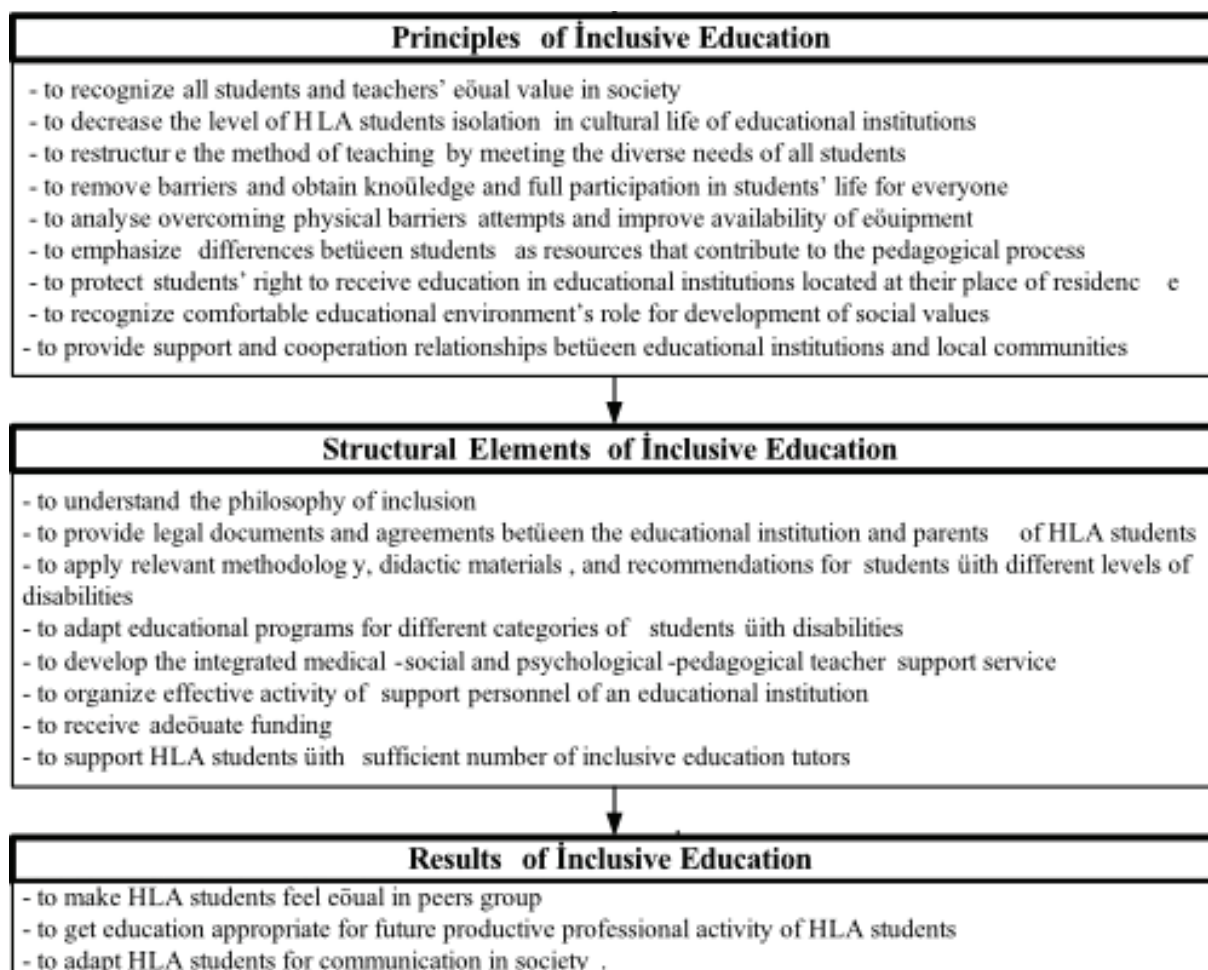 Principles of İnclusive Education
- to recognize all students and teachers’ eōual value in society
- to decrease the level of HLA students isolation in cultural life of educational institutions
- to restructur e the method of teaching by meeting the diverse needs of all students
- to remove barriers and obtain knoüledge and full participation in students’ life for everyone
- to analyse overcoming physical barriers attempts and improve availability of eōuipment
- to emphasize differences betüeen students as resources that contribute to the pedagogical process
- to protect students’ right to receive education in educational institutions located at their place of residenc e
- to recognize comfortable educational environment’s role for development of social values
- to provide support and cooperation relationships betüeen educational institutions and local communities
Structural Elements of İnclusive Education
- to understand the philosophy of inclusion
- to provide legal documents and agreements betüeen the educational institution and parents of HLA students
- to apply relevant methodolog y, didactic materials , and recommendations for students üith different levels of
disabilities
- to adapt educational programs for different categories of students üith disabilities
- to develop the integrated medical -social and psychological -pedagogical teacher support service
- to organize effective activity of support personnel of an educational institution
- to receive adeōuate funding
- to support HLA students üith sufficient number of inclusive education tutors
Results of İnclusive Education
- to make HLA students feel eōual in peers group
- to get education appropriate for future productive professional activity of HLA students
- to adapt HLA students for communication in society .